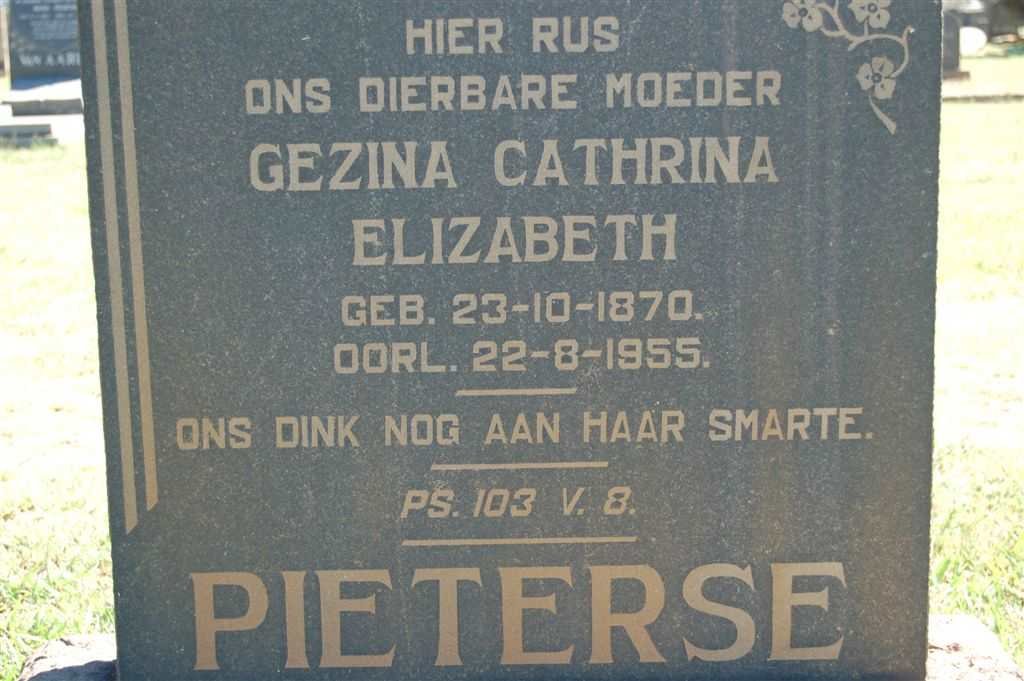 HIER RUS
ONS DIERBARE MOEDER
GEZINA CATHRINA
ELIZABETH
GEB. 23-10-1870.
OORL. 22-8-1955.
ONS DINK NOG AAN HAAR SMARTE.
PS. 103 V. 8.
PIETERSE